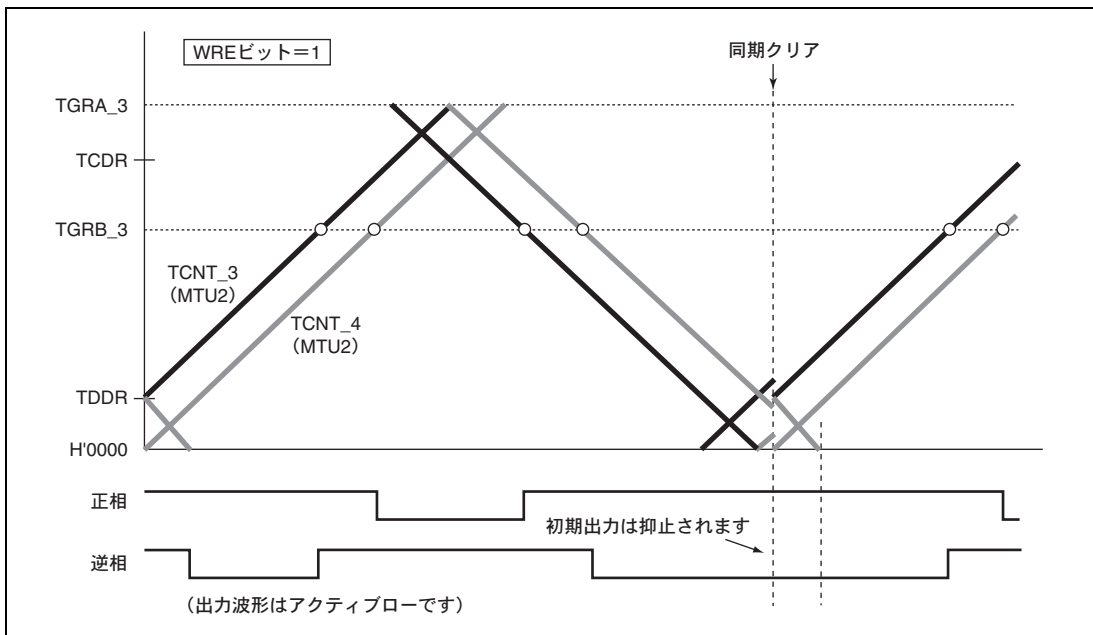 WREビット＝1
同期クリア
TGRA_3
TCDR
TGRB_3
TCNT_3
（MTU2）
TCNT_4
（MTU2）
TDDR
H'0000
正相
初期出力は抑止されます
逆相
（出力波形はアクティブローです）